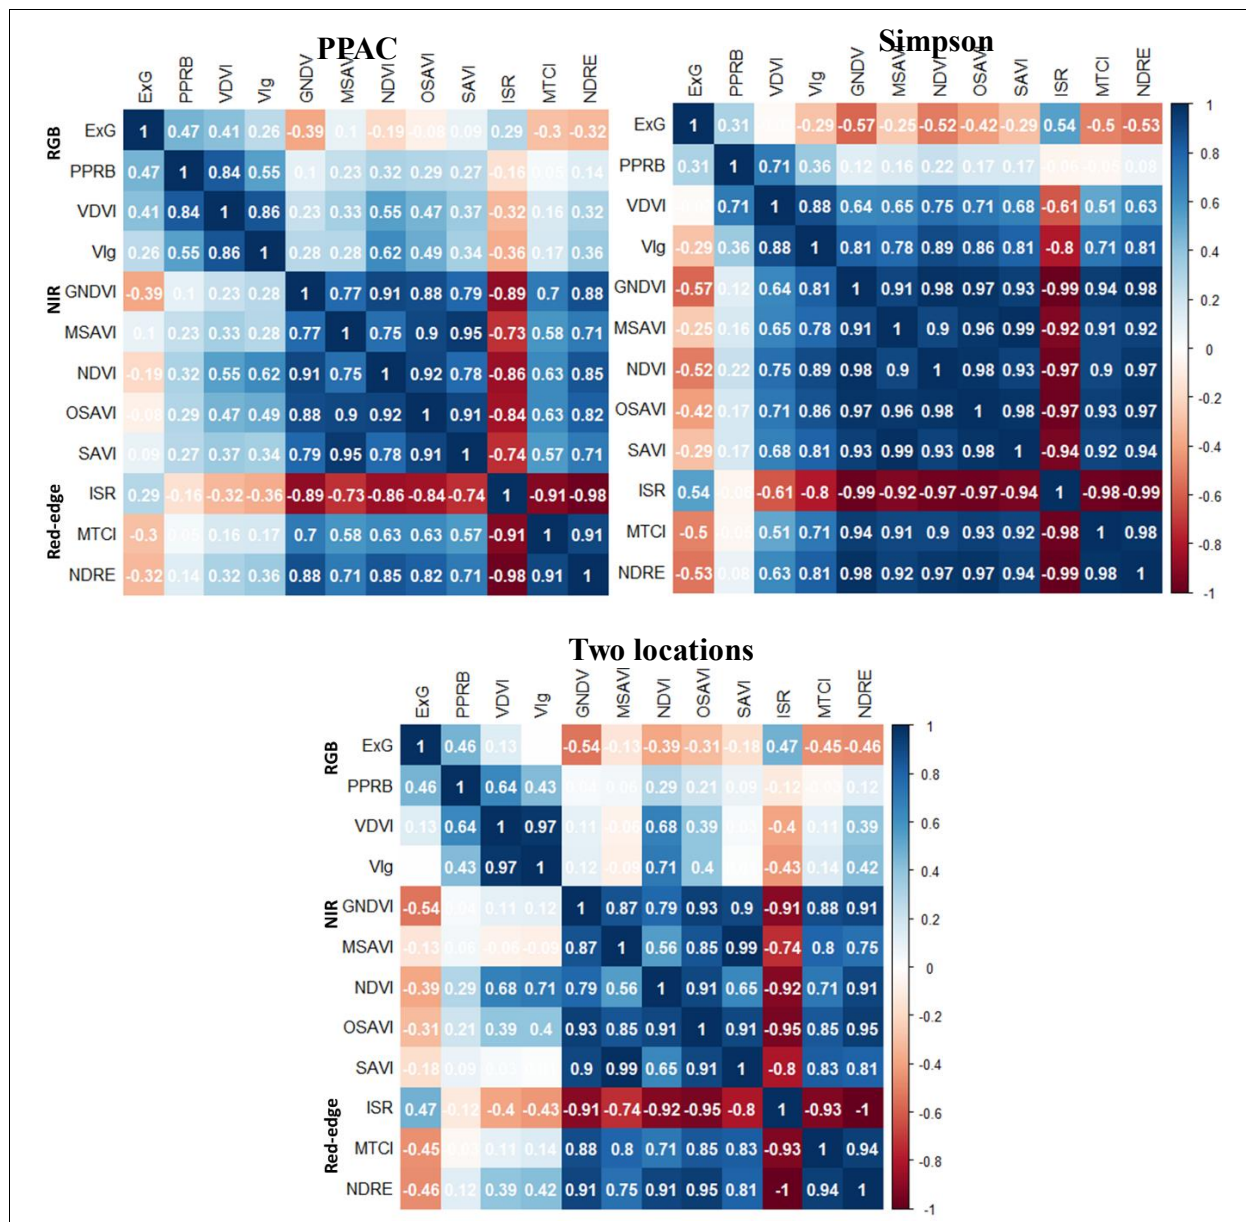 PPAC
ExG PPRB VDVI VIg GNDV MSAVI NDVI OSAVI SAVI ISR MTCI NDRE
RGB
NIR
Red-edge
ExG 1 0.47 0.41 0.26 -0.39 0.1 -0.19 -0.08 0.09 0.29 -0.3 -0.32
PPRB 0.47 1 0.84 0.55 0.1 0.23 0.32 0.29 0.27 -0.16 0.05 0.14
VDVI 0.41 0.84 1 0.86 0.23 0.33 0.55 0.47 0.37 -0.32 0.16 0.32
VIg 0.26 0.55 0.86 1 0.28 0.28 0.62 0.49 0.34 -0.36 0.17 0.36
GNDVI -0.39 0.1 0.23 0.28 1 0.77 0.91 0.88 0.79 -0.89 0.7 0.88
MSAVI 0.1 0.23 0.33 0.28 0.77 1 0.75 0.9 0.95 -0.73 0.58 0.71
NDVI -0.19 0.32 0.55 0.62 0.91 0.75 1 0.92 0.78 -0.86 0.63 0.85
OSAVI -0.08 0.29 0.47 0.49 0.88 0.9 0.92 1 0.91 -0.84 0.63 0.82
SAVI 0.09 0.27 0.37 0.34 0.79 0.95 0.78 0.91 1 -0.74 0.57 0.71
ISR 0.29 -0.16 -0.32 -0.36 -0.89 -0.73 -0.86 -0.84 -0.74 1 -0.91 -0.98
MTCI -0.3 0.05 0.16 0.17 0.7 0.58 0.63 0.63 0.57 -0.91 1 0.91
NDRE -0.32 0.14 0.32 0.36 0.88 0.71 0.85 0.82 0.71 -0.98 0.91 1
Simpson
ExG PPRB VDVI VIg GNDV MSAVI NDVI OSAVI SAVI ISR MTCI NDRE
ExG 1 0.31 -0.29 -0.57 -0.25 -0.52 -0.42 -0.29 0.54 -0.5 -0.53
PPRB 0.31 1 0.71 0.36 0.12 0.16 0.22 0.17 0.17 -0.06 -0.05 0.08
VDVI 0.71 1 0.88 0.64 0.65 0.75 0.71 0.68 -0.61 0.51 0.63
VIg -0.29 0.36 0.88 1 0.81 0.78 0.89 0.86 0.81 -0.8 0.71 0.81
GNDVI -0.57 0.12 0.64 0.81 1 0.91 0.98 0.97 0.93 -0.99 0.94 0.98
MSAVI -0.25 0.16 0.65 0.78 0.91 1 0.9 0.96 0.99 -0.92 0.91 0.92
NDVI -0.52 0.22 0.75 0.89 0.98 0.9 1 0.98 0.93 -0.97 0.9 0.97
OSAVI -0.42 0.17 0.71 0.86 0.97 0.96 0.98 1 0.98 -0.97 0.93 0.97
SAVI -0.29 0.17 0.68 0.81 0.93 0.99 0.93 0.98 1 -0.94 0.92 0.94
ISR 0.54 -0.06 -0.61 -0.8 -0.99 -0.92 -0.97 -0.97 -0.94 1 -0.98 -0.99
MTCI -0.5 -0.05 0.51 0.71 0.94 0.91 0.9 0.93 0.92 -0.98 1 0.98
NDRE -0.53 0.08 0.63 0.81 0.98 0.92 0.97 0.97 0.94 -0.99 0.98 1
1
0.8
0.6
0.4
0.2
0
-0.2
-0.4
-0.6
-0.8
-1
Two locations
ExG PPRB VDVI VIg GNDV MSAVI NDVI OSAVI SAVI ISR MTCI NDRE
RGB
NIR
Red-edge
ExG 1 0.46 0.13 -0.54 -0.13 -0.39 -0.31 -0.18 0.47 -0.45 -0.46
PPRB 0.46 1 0.64 0.43 0.29 0.21 0.09 -0.12 0.12
VDVI 0.13 0.64 1 0.97 0.11 -0.06 0.68 0.39 -0.4 0.11 0.39
VIg 0.43 0.97 1 0.12 -0.09 0.71 0.4 -0.43 0.14 0.42
GNDVI -0.54 0.11 0.12 1 0.87 0.79 0.93 0.9 -0.91 0.88 0.91
MSAVI -0.13 0.06 -0.06 -0.09 0.87 1 0.56 0.85 0.99 -0.74 0.8 0.75
NDVI -0.39 0.29 0.68 0.71 0.79 0.56 1 0.91 0.65 -0.92 0.71 0.91
OSAVI -0.31 0.21 0.39 0.4 0.93 0.85 0.91 1 0.91 -0.95 0.85 0.95
SAVI -0.18 0.09 0.9 0.99 0.65 0.91 1 -0.8 0.83 0.81
ISR 0.47 -0.12 -0.4 -0.43 -0.91 -0.74 -0.92 -0.95 -0.8 1 -0.93 -1
MTCI -0.45 0.11 0.14 0.88 0.8 0.71 0.85 0.83 -0.93 1 0.94
NDRE -0.46 0.12 0.39 0.42 0.91 0.75 0.91 0.95 0.81 -1 0.94 1
1
0.8
0.6
0.4
0.2
0
-0.2
-0.4
-0.6
-0.8
-1